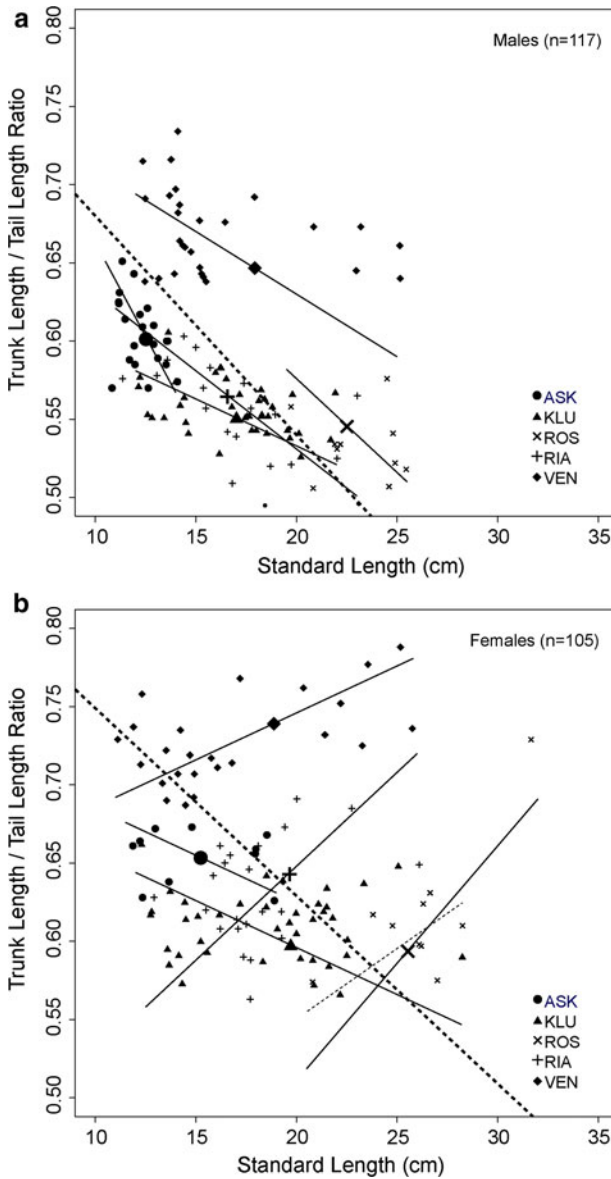 a
Males (n=117)
Trunk Length / Tail Length Ratio
0.80
0.75
0.70
0.65
0.60
0.55
0.50
ASK
KLU
ROS
RIA
VEN
10 15 20 25 30 35
Standard Length (cm)
b
Females (n=105)
Trunk Length / Tail Length Ratio
0.80
0.75
0.70
0.65
0.60
0.55
0.50
ASK
KLU
ROS
RIA
VEN
10 15 20 25 30 35
Standard Length (cm)